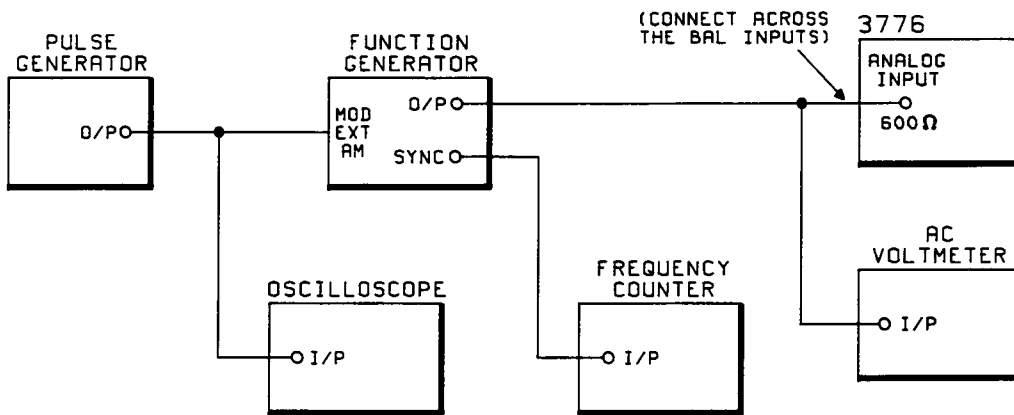 (CONNECT ACROSS
THE BAL INPUTS)
3776
PULSE
GENERATOR
FUNCTION
GENERATOR
ANALOG
INPUT
600Ω
O/P
MOD
EXT
AM
O/P
SYNC
OSCILLOSCOPE
I/P
FREQUENCY
COUNTER
I/P
AC
VOLTMETER
I/P